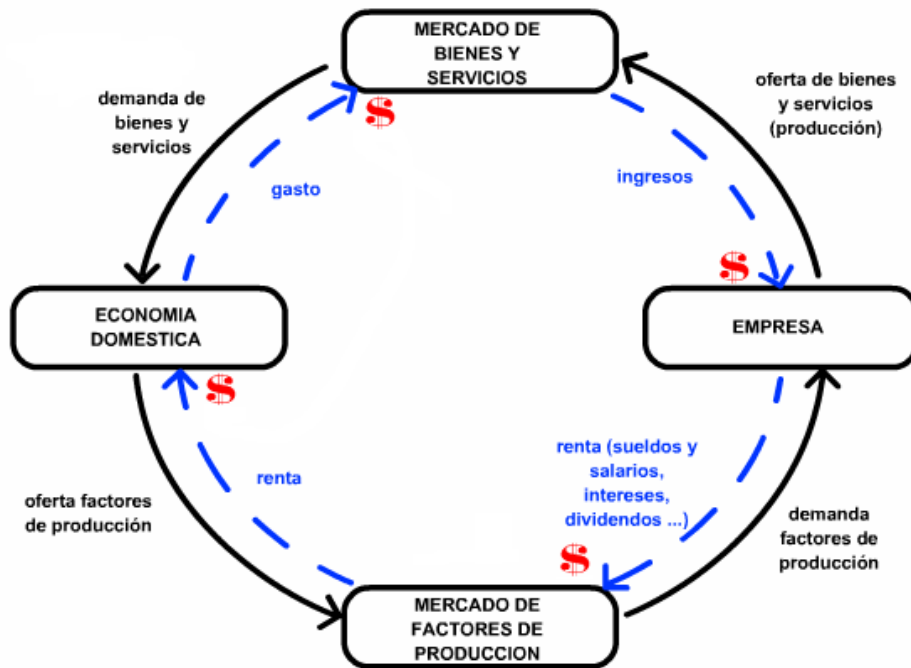 MERCADO DE
BIENES Y
SERVICIOS
demanda de
bienes y
servicios
oferta de bienes
y servicios
(producción)
$
gasto
ingresos
$
ECONOMIA
DOMESTICA
EMPRESA
$
renta
renta (sueldos y
salarios,
intereses,
dividendos ...)
oferta factores
de producción
demanda
factores de
producción
$
MERCADO DE
FACTORES DE
PRODUCCION